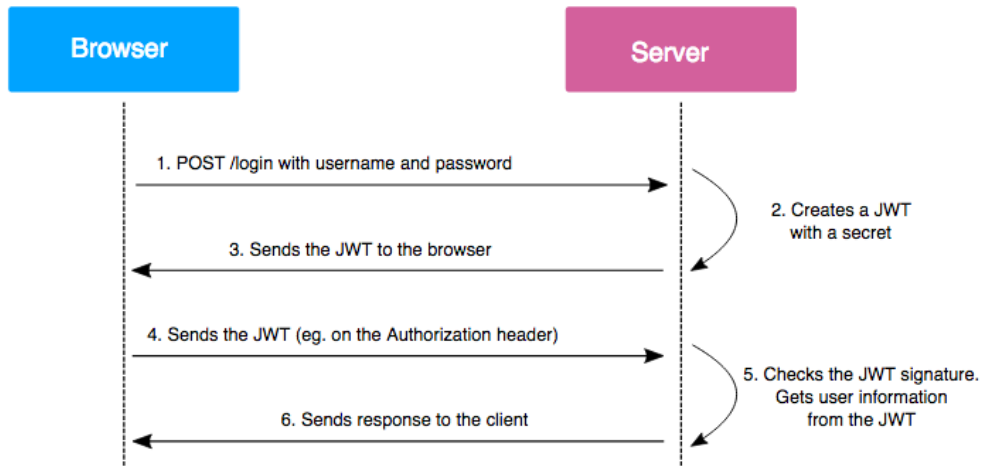 Browser
Server
1. POST /login with username and password
2. Creates a JWT
with a secret
3. Sends the JWT to the browser
4. Sends the JWT (eg. on the Authorization header)
5. Checks the JWT signature.
Gets user information
from the JWT
6. Sends response to the client